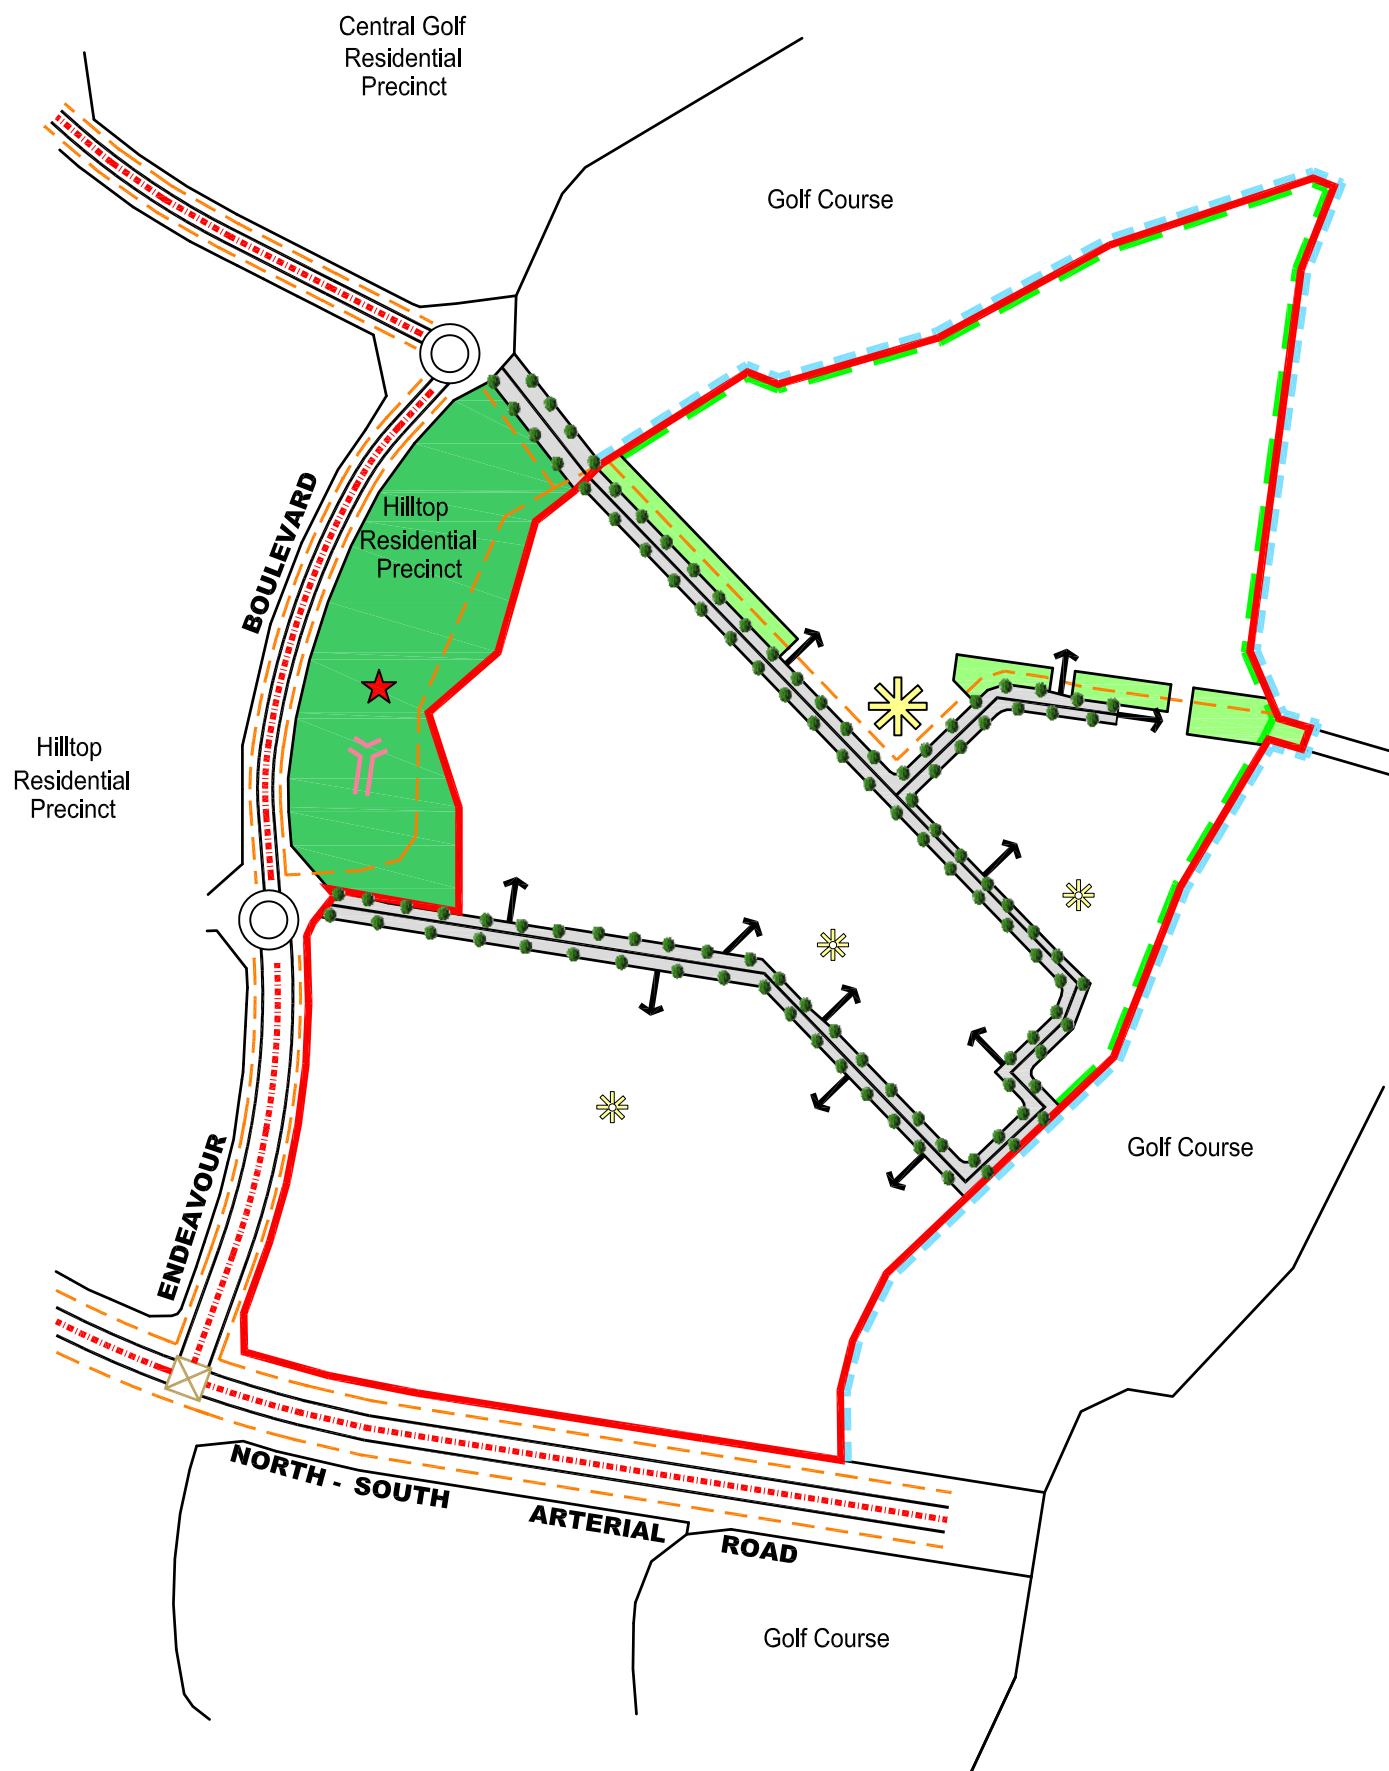 Central Golf
Residential
Precinct
Golf Course
BOULEVARD
Hilltop
Residential
Precinct
Hilltop
Residential
Precinct
Golf Course
ENDEAVOUR
NORTH - SOUTH ARTERIAL ROAD
Golf Course